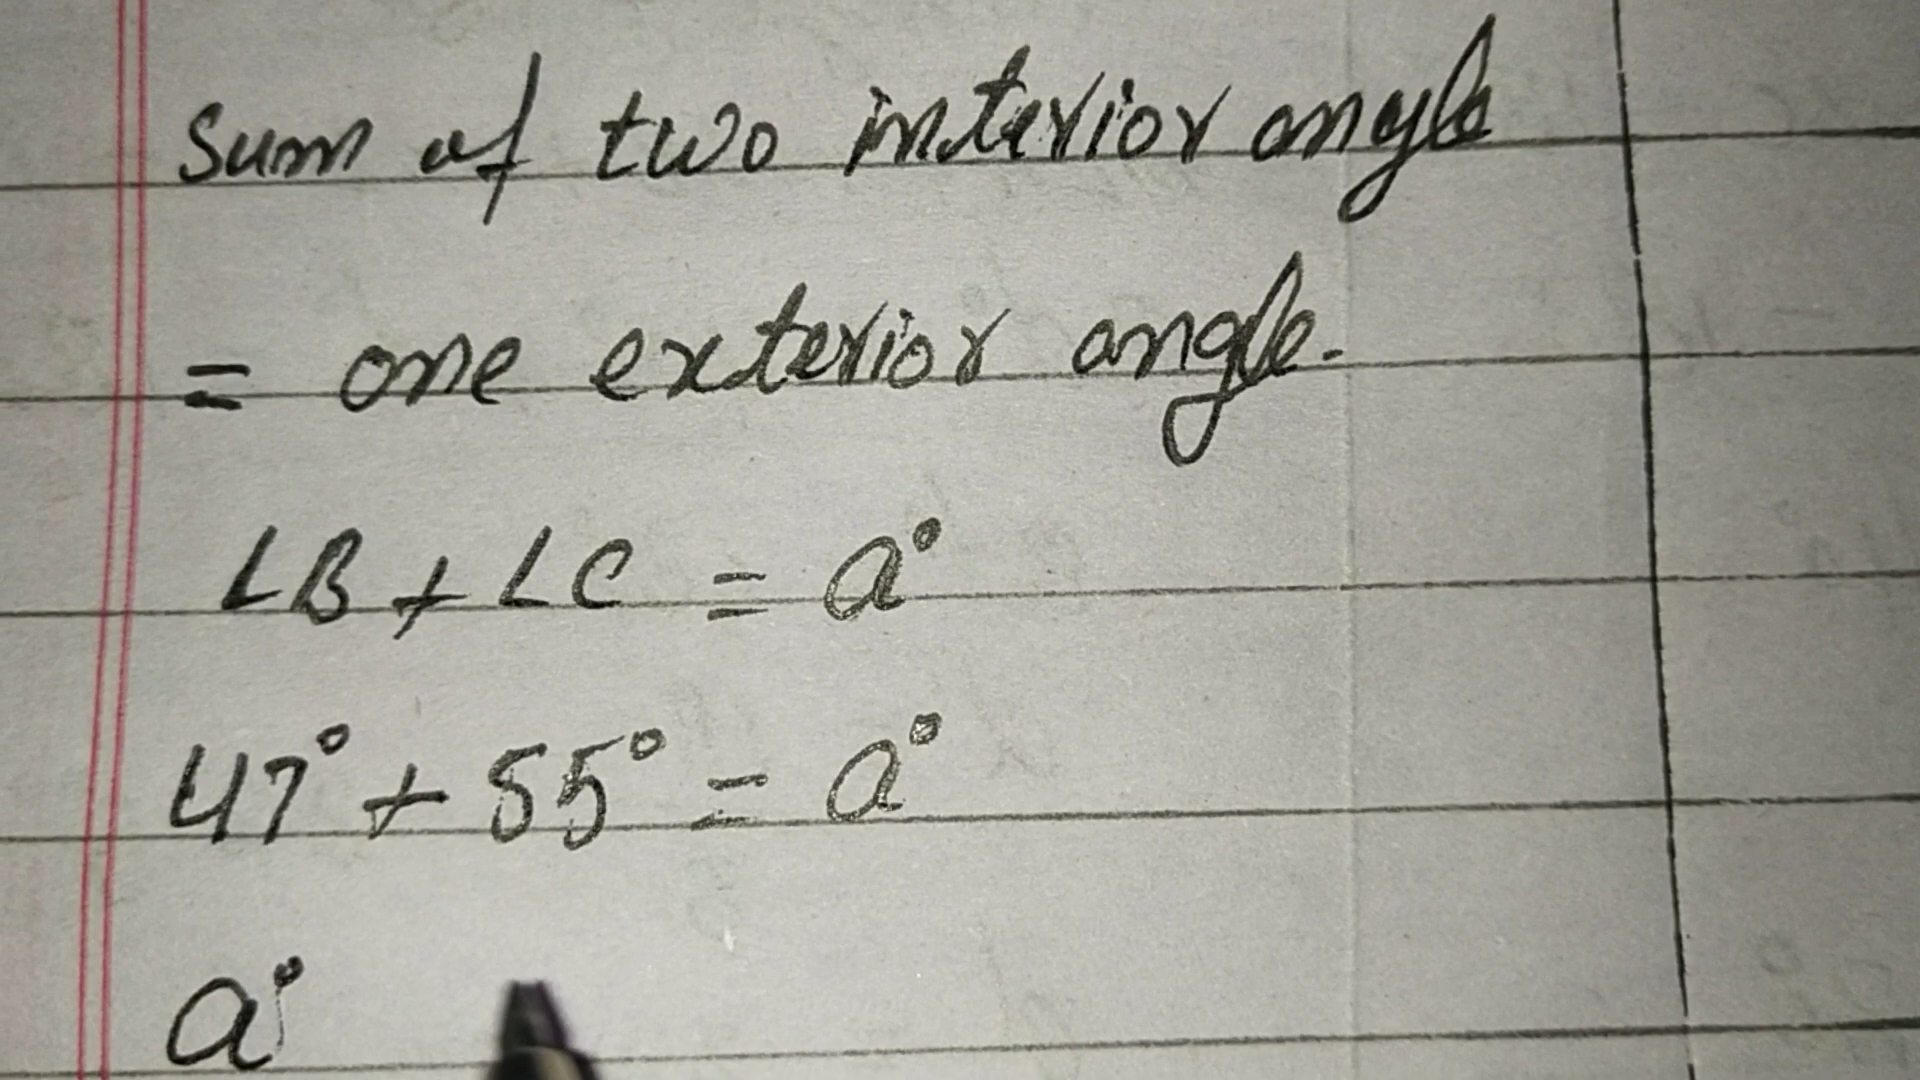 Sum of two interior angle
= one exterior angle.
∠B + ∠C = a°
47° + 55° = a°
a°